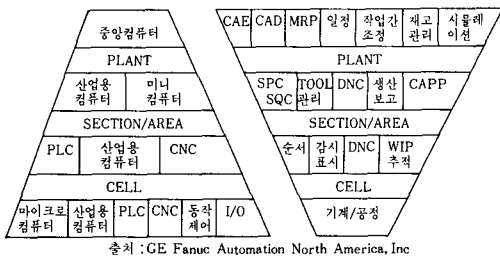 중앙컴퓨터
PLANT
산업용 컴퓨터 미니 컴퓨터
SECTION/AREA
PLC 산업용 컴퓨터 CNC
CELL
마이크로 컴퓨터 산업용 컴퓨터 PLC CNC 동작 제어 I/O
CAE CAD MRP 일정 작업간 조정 재고 관리 시뮬레이션
PLANT
SPC SQC TOOL 관리 DNC 생산 보고 CAPP
SECTION/AREA
순서 감시 표시 DNC WIP 추적
CELL
기계/공정
출처 : GE Fanuc Automation North America, Inc